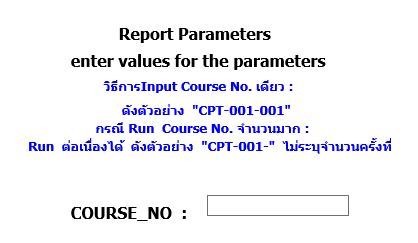 Report Parameters
enter values for the parameters
วิธีการInput Course No. เดียว :
ดังตัวอย่าง "CPT-001-001"
กรณี Run Course No. จำนวนมาก :
Run ต่อเนื่องได้ ดังตัวอย่าง "CPT-001-" ไม่ระบุจำนวนครั้งที่
COURSE_NO :